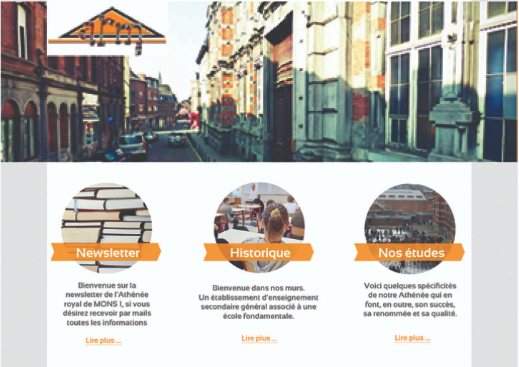 arm
Newsletter
Bienvenue sur la
newsletter de l'Athénée
royal de MONS I, si vous
désirez recevoir par mails
toutes les informations
Lire plus ...
Historique
Bienvenue dans nos murs.
Un établissement d'enseignement
secondaire général associé à une
école fondamentale.
Lire plus ...
Nos études
Voici quelques spécificités
de notre Athénée qui en
font, en outre, son succès,
sa renommée et sa qualité.
Lire plus ...